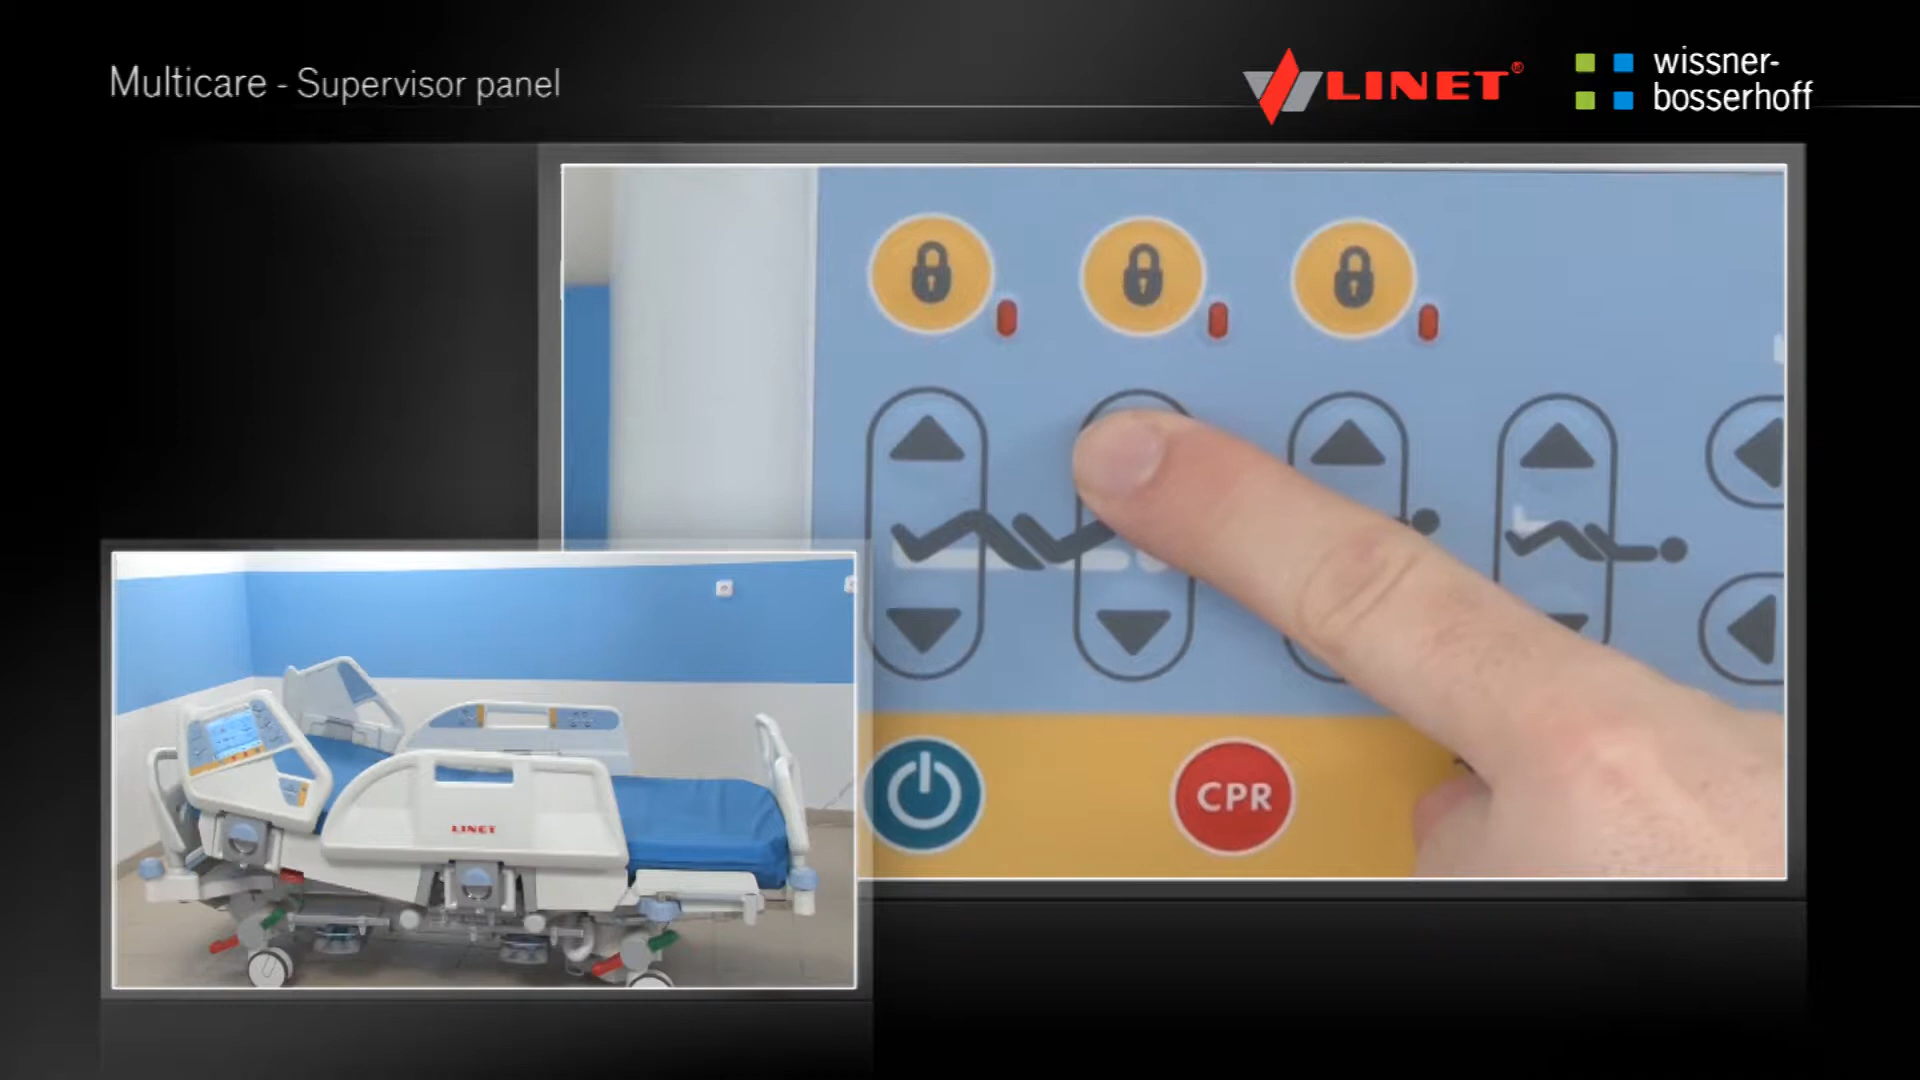 Multicare - Supervisor panel
LINET®
wissner-
bosserhoff
CPR
LINET